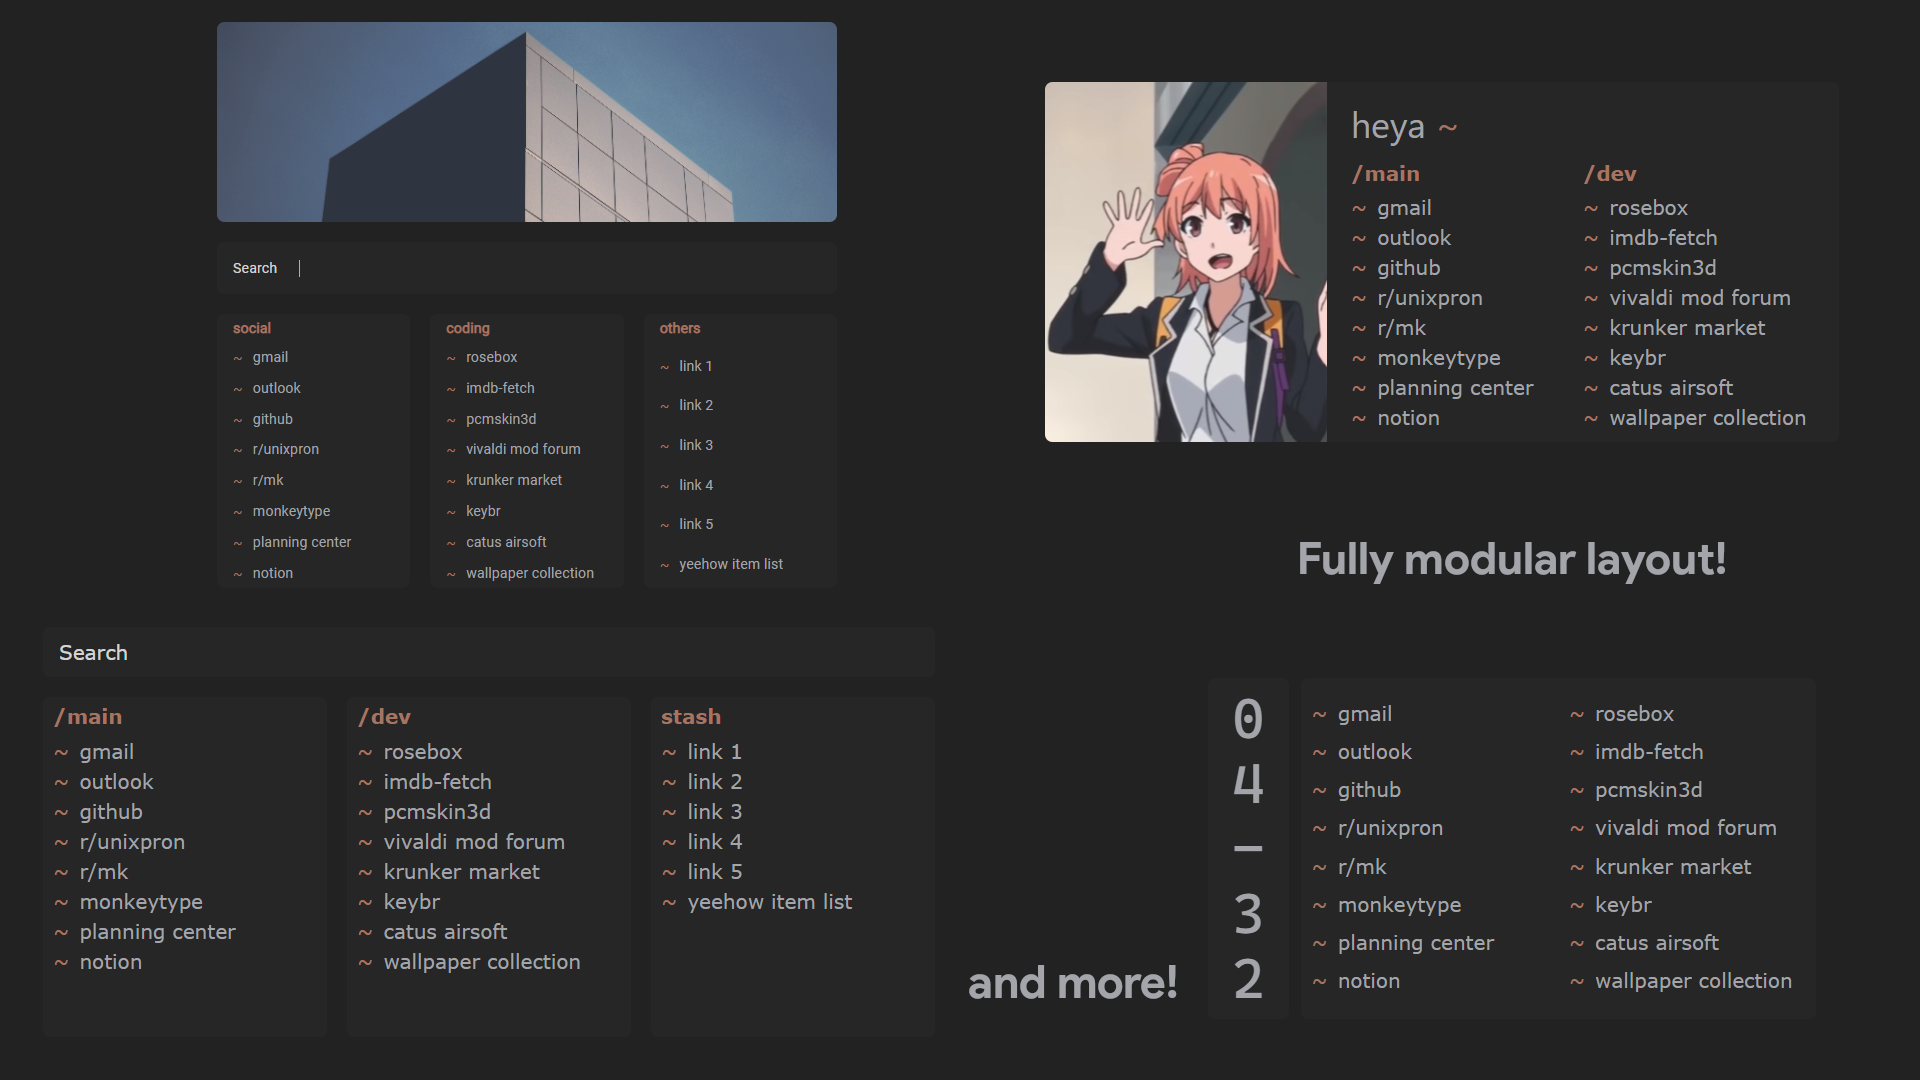 Search
social
~ gmail
~ outlook
~ github
~ r/unixpron
~ r/mk
~ monkeytype
~ planning center
~ notion
coding
~ rosebox
~ imdb-fetch
~ pcmskin3d
~ vivaldi mod forum
~ krunker market
~ keybr
~ catus airsoft
~ wallpaper collection
others
~ link 1
~ link 2
~ link 3
~ link 4
~ link 5
~ yeehow item list
heya ~
/main
~ gmail
~ outlook
~ github
~ r/unixpron
~ r/mk
~ monkeytype
~ planning center
~ notion
/dev
~ rosebox
~ imdb-fetch
~ pcmskin3d
~ vivaldi mod forum
~ krunker market
~ keybr
~ catus airsoft
~ wallpaper collection
Fully modular layout!
Search
/main
~ gmail
~ outlook
~ github
~ r/unixpron
~ r/mk
~ monkeytype
~ planning center
~ notion
/dev
~ rosebox
~ imdb-fetch
~ pcmskin3d
~ vivaldi mod forum
~ krunker market
~ keybr
~ catus airsoft
~ wallpaper collection
stash
~ link 1
~ link 2
~ link 3
~ link 4
~ link 5
~ yeehow item list
and more!
0
4
–
3
2
~ gmail
~ outlook
~ github
~ r/unixpron
~ r/mk
~ monkeytype
~ planning center
~ notion
~ rosebox
~ imdb-fetch
~ pcmskin3d
~ vivaldi mod forum
~ krunker market
~ keybr
~ catus airsoft
~ wallpaper collection